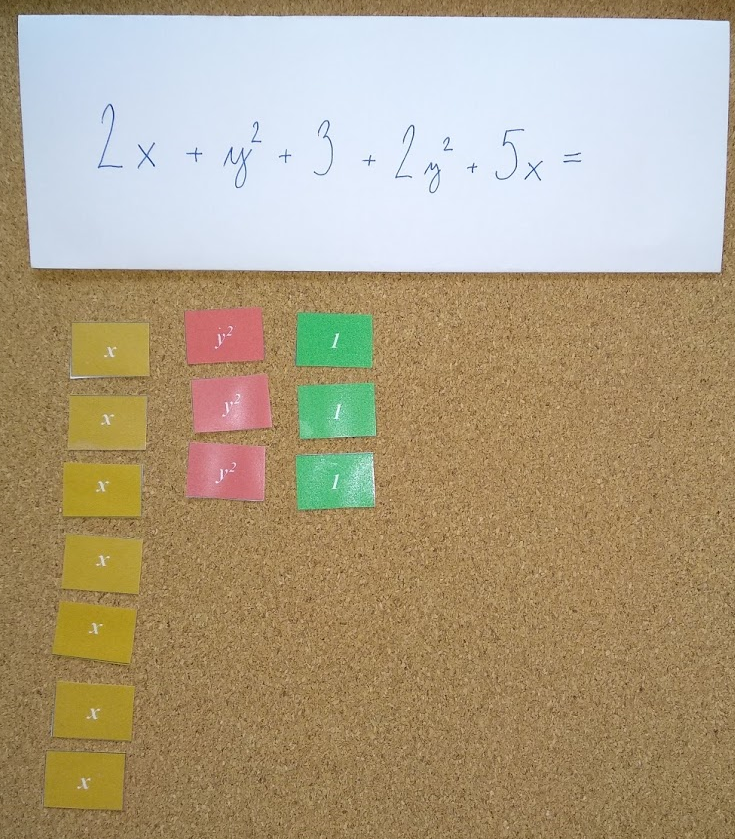 2x + y² + 3 + 2y² + 5x =
x y² 1
x y² 1
x y² 1
x
x
x
x